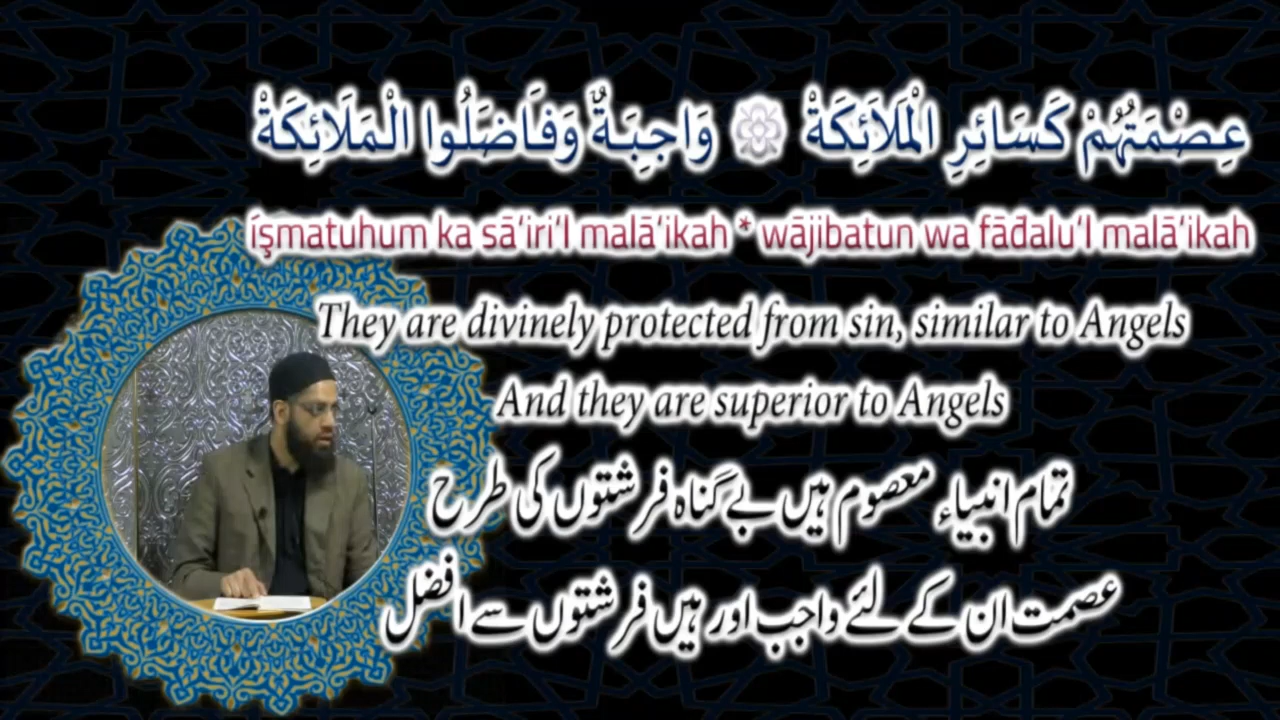 عِصْمَتُهُمْ كَسَائِرِ الْمَلَائِكَةْ ۞ وَاجِبَةٌ وَفَاضَلُوا الْمَلَائِكَةْ
íşmatuhum ka sā’iri’l malā’ikah * wājibatun wa fāđalu’l malā’ikah
They are divinely protected from sin, similar to Angels
And they are superior to Angels
تمام انبیاء معصوم ہیں بے گناہ فرشتوں کی طرح
عصمت ان کے لئے واجب اور ہیں فرشتوں سے افضل